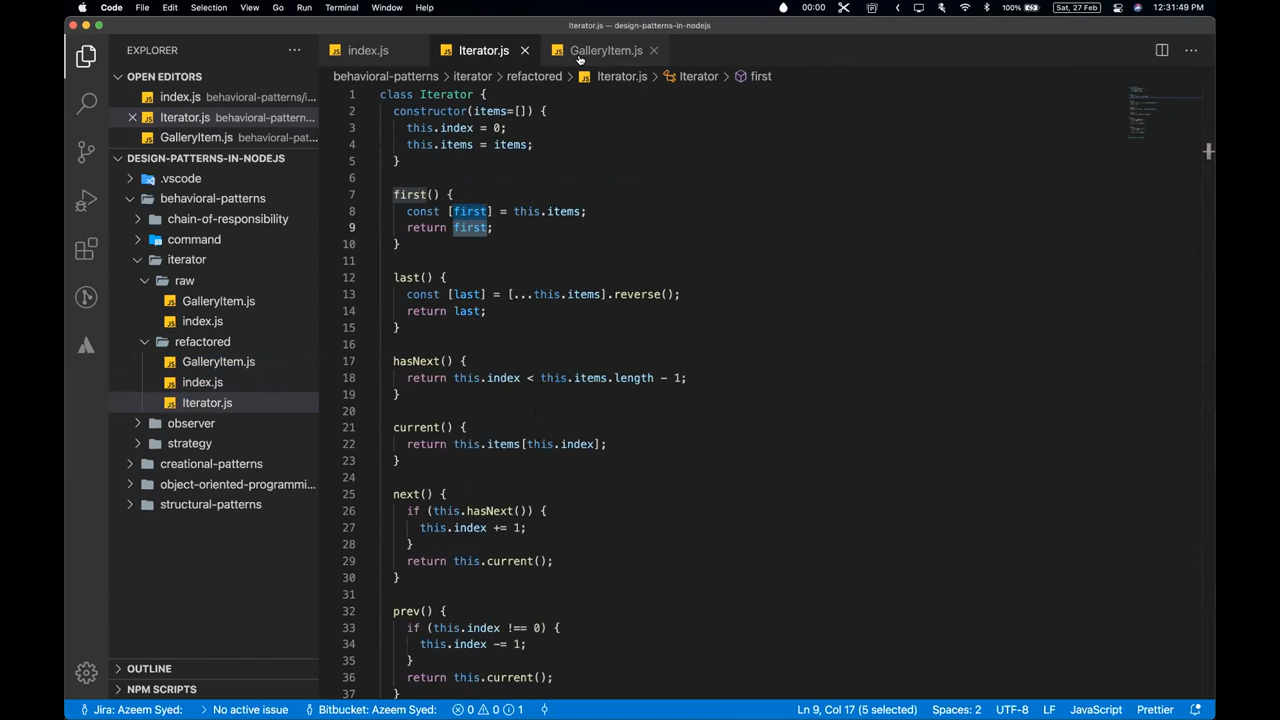 Code File Edit Selection View Go Run Terminal Window Help 00:00 100% Sat, 27 Feb 12:31:49
Iterator.js — design-patterns-in-nodejs
EXPLORER
index.js
Iterator.js
GalleryItem.js
behavioral-patterns › iterator › refactored › Iterator.js › Iterator › first
OPEN EDITORS
index.js behavioral-patterns/i...
Iterator.js behavioral-pattern...
GalleryItem.js behavioral-pat...
DESIGN-PATTERNS-IN-NODEJS
.vscode
behavioral-patterns
chain-of-responsibility
command
iterator
raw
GalleryItem.js
index.js
refactored
GalleryItem.js
index.js
Iterator.js
observer
strategy
creational-patterns
object-oriented-programmi...
structural-patterns
OUTLINE
NPM SCRIPTS
1 class Iterator {
2 constructor(items=[]) {
3 this.index = 0;
4 this.items = items;
5 }
6
7 first() {
8 const [first] = this.items;
9 return first;
10 }
11
12 last() {
13 const [last] = [...this.items].reverse();
14 return last;
15 }
16
17 hasNext() {
18 return this.index < this.items.length - 1;
19 }
20
21 current() {
22 return this.items[this.index];
23 }
24
25 next() {
26 if (this.hasNext()) {
27 this.index += 1;
28 }
29 return this.current();
30 }
31
32 prev() {
33 if (this.index !== 0) {
34 this.index -= 1;
35 }
36 return this.current();
37 }
Jira: Azeem Syed: No active issue Bitbucket: Azeem Syed: 0 0 1 Ln 9, Col 17 (5 selected) Spaces: 2 UTF-8 LF JavaScript Prettier